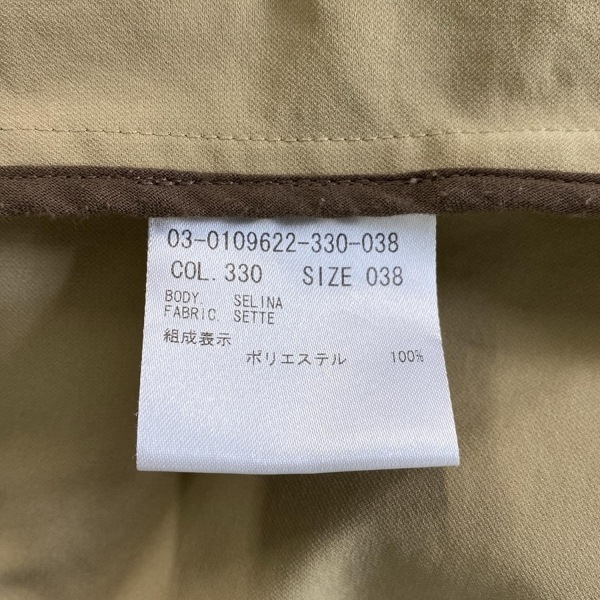 03-0109622-330-038
COL. 330 SIZE 038
BODY. SELINA
FABRIC. SETTE
組成表示
ポリエステル 100%